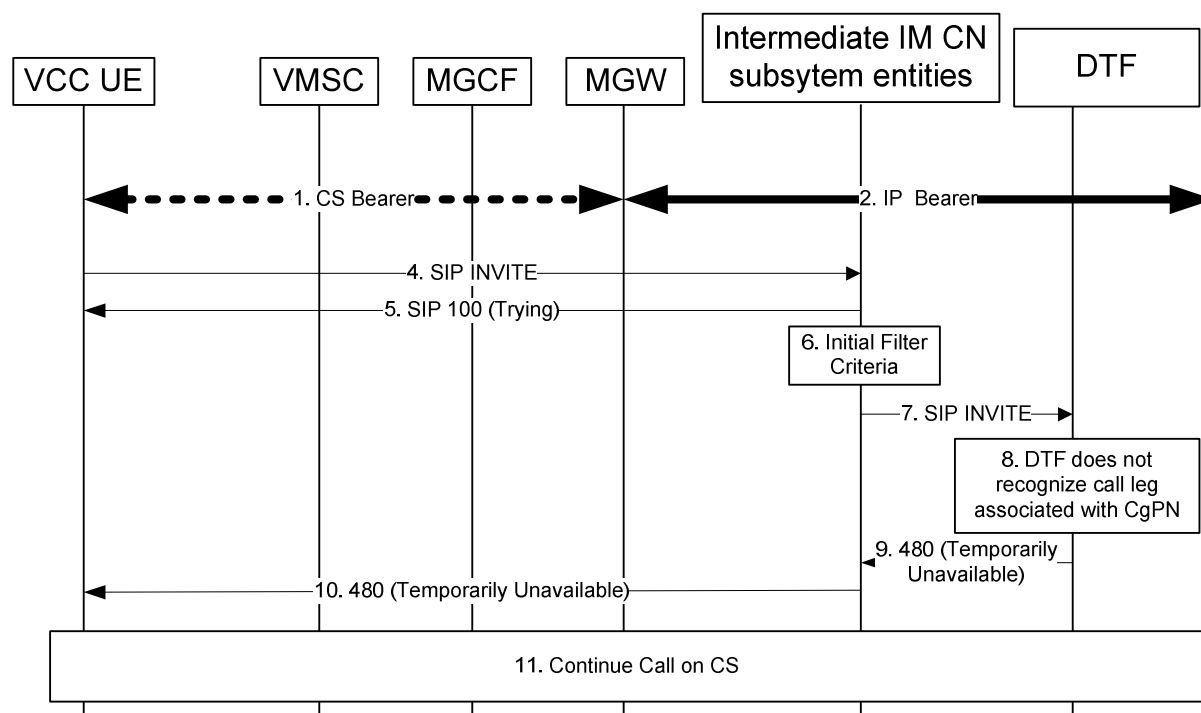 VCC UE
VMSC
MGCF
MGW
Intermediate IM CN
subsytem entities
DTF
1. CS Bearer
2. IP Bearer
4. SIP INVITE
5. SIP 100 (Trying)
6. Initial Filter
Criteria
7. SIP INVITE
8. DTF does not
recognize call leg
associated with CgPN
9. 480 (Temporarily
Unavailable)
10. 480 (Temporarily Unavailable)
11. Continue Call on CS